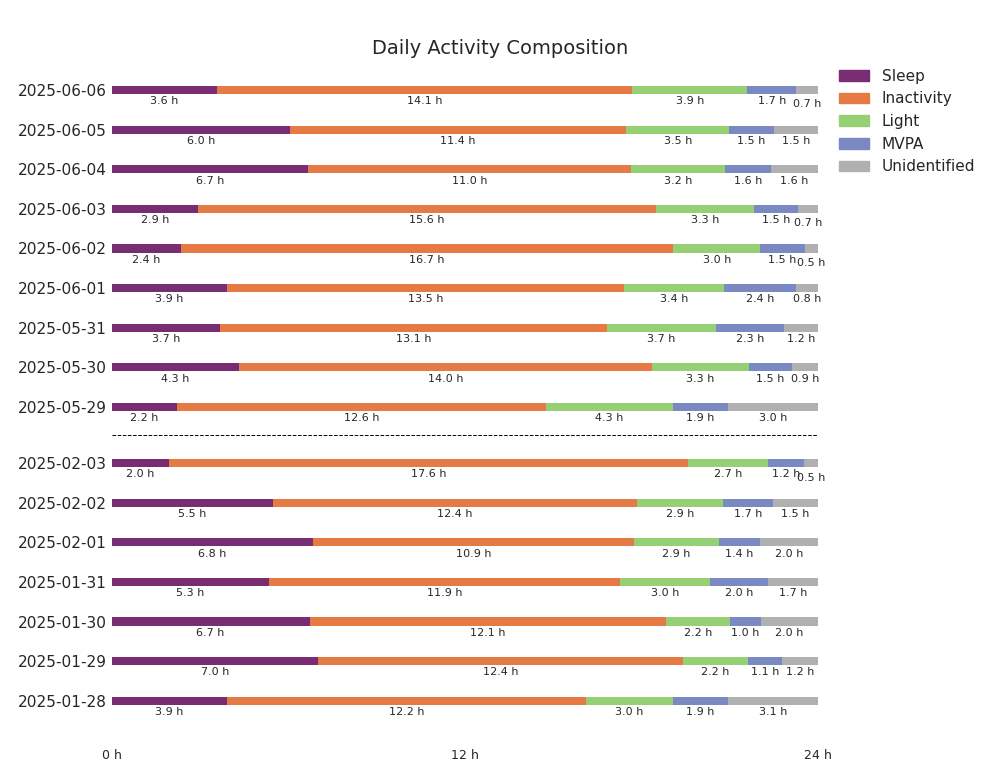 Daily Activity Composition
Sleep
Inactivity
Light
MVPA
Unidentified
2025-06-06
3.6 h 14.1 h 3.9 h 1.7 h 0.7 h
2025-06-05
6.0 h 11.4 h 3.5 h 1.5 h 1.5 h
2025-06-04
6.7 h 11.0 h 3.2 h 1.6 h 1.6 h
2025-06-03
2.9 h 15.6 h 3.3 h 1.5 h 0.7 h
2025-06-02
2.4 h 16.7 h 3.0 h 1.5 h 0.5 h
2025-06-01
3.9 h 13.5 h 3.4 h 2.4 h 0.8 h
2025-05-31
3.7 h 13.1 h 3.7 h 2.3 h 1.2 h
2025-05-30
4.3 h 14.0 h 3.3 h 1.5 h 0.9 h
2025-05-29
2.2 h 12.6 h 4.3 h 1.9 h 3.0 h
2025-02-03
2.0 h 17.6 h 2.7 h 1.2 h 0.5 h
2025-02-02
5.5 h 12.4 h 2.9 h 1.7 h 1.5 h
2025-02-01
6.8 h 10.9 h 2.9 h 1.4 h 2.0 h
2025-01-31
5.3 h 11.9 h 3.0 h 2.0 h 1.7 h
2025-01-30
6.7 h 12.1 h 2.2 h 1.0 h 2.0 h
2025-01-29
7.0 h 12.4 h 2.2 h 1.1 h 1.2 h
2025-01-28
3.9 h 12.2 h 3.0 h 1.9 h 3.1 h
0 h 12 h 24 h